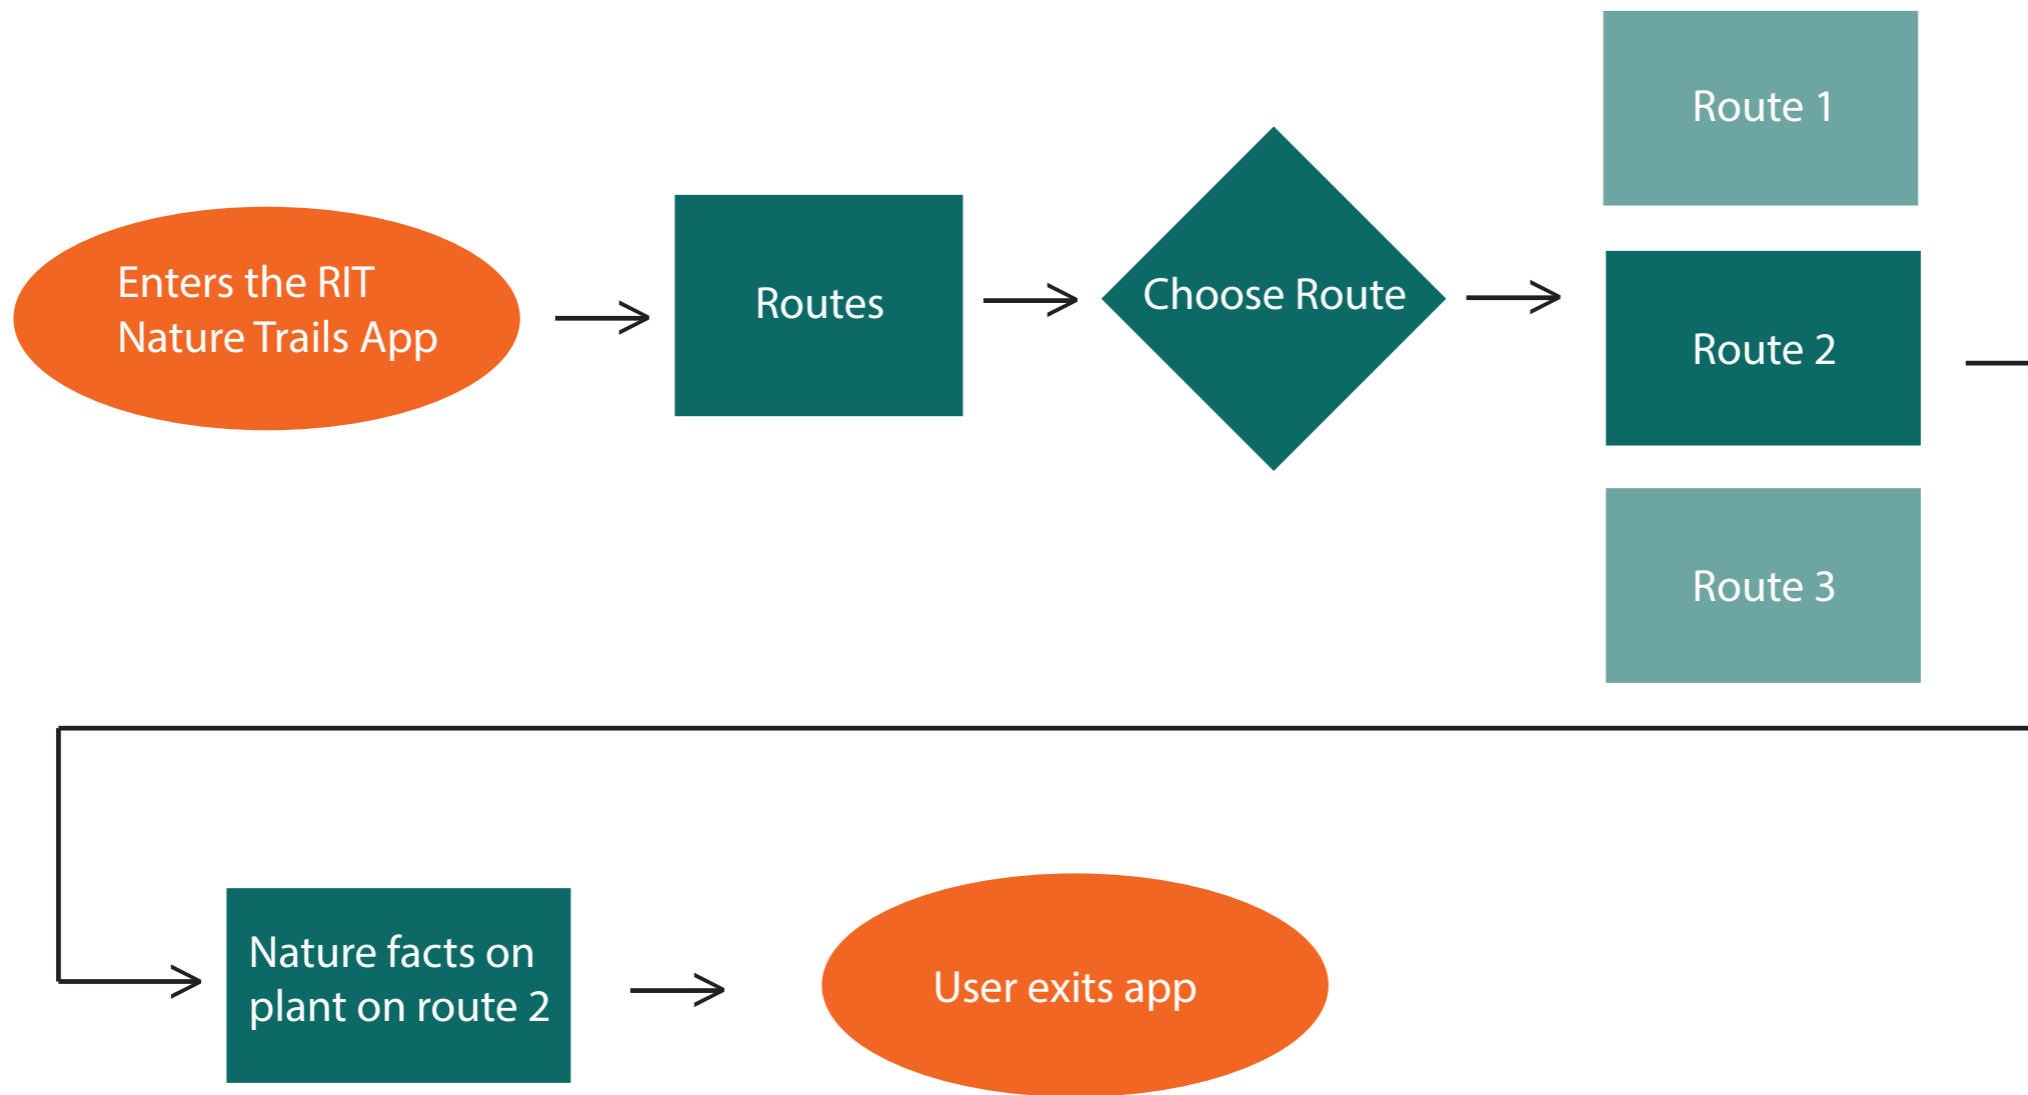 Enters the RIT
Nature Trails App
Routes
Choose Route
Route 1
Route 2
Route 3
Nature facts on
plant on route 2
User exits app